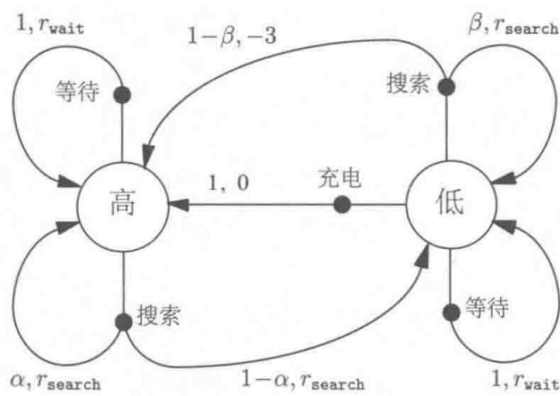 1, r_wait
1−β, −3
β, r_search
等待
搜索
高
1, 0
充电
低
搜索
等待
α, r_search
1−α, r_search
1, r_wait